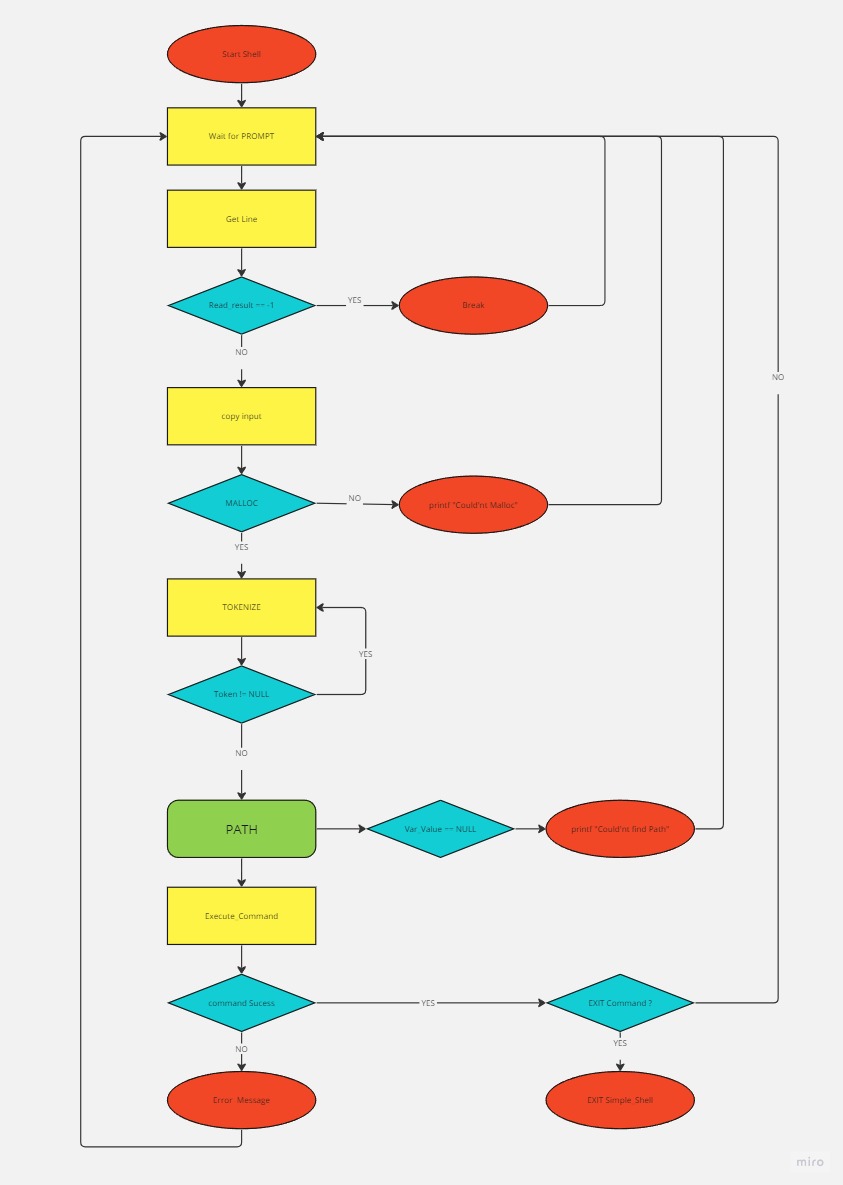 Start Shell
Wait for PROMPT
Get Line
Read_result == -1
YES
Break
NO
NO
copy input
MALLOC
NO
printf "Could'nt Malloc"
YES
TOKENIZE
YES
Token != NULL
NO
PATH
Var_Value == NULL
printf "Could'nt find Path"
Execute_Command
command Sucess
YES
EXIT Command ?
NO
YES
Error_Message
EXIT Simple_Shell
miro